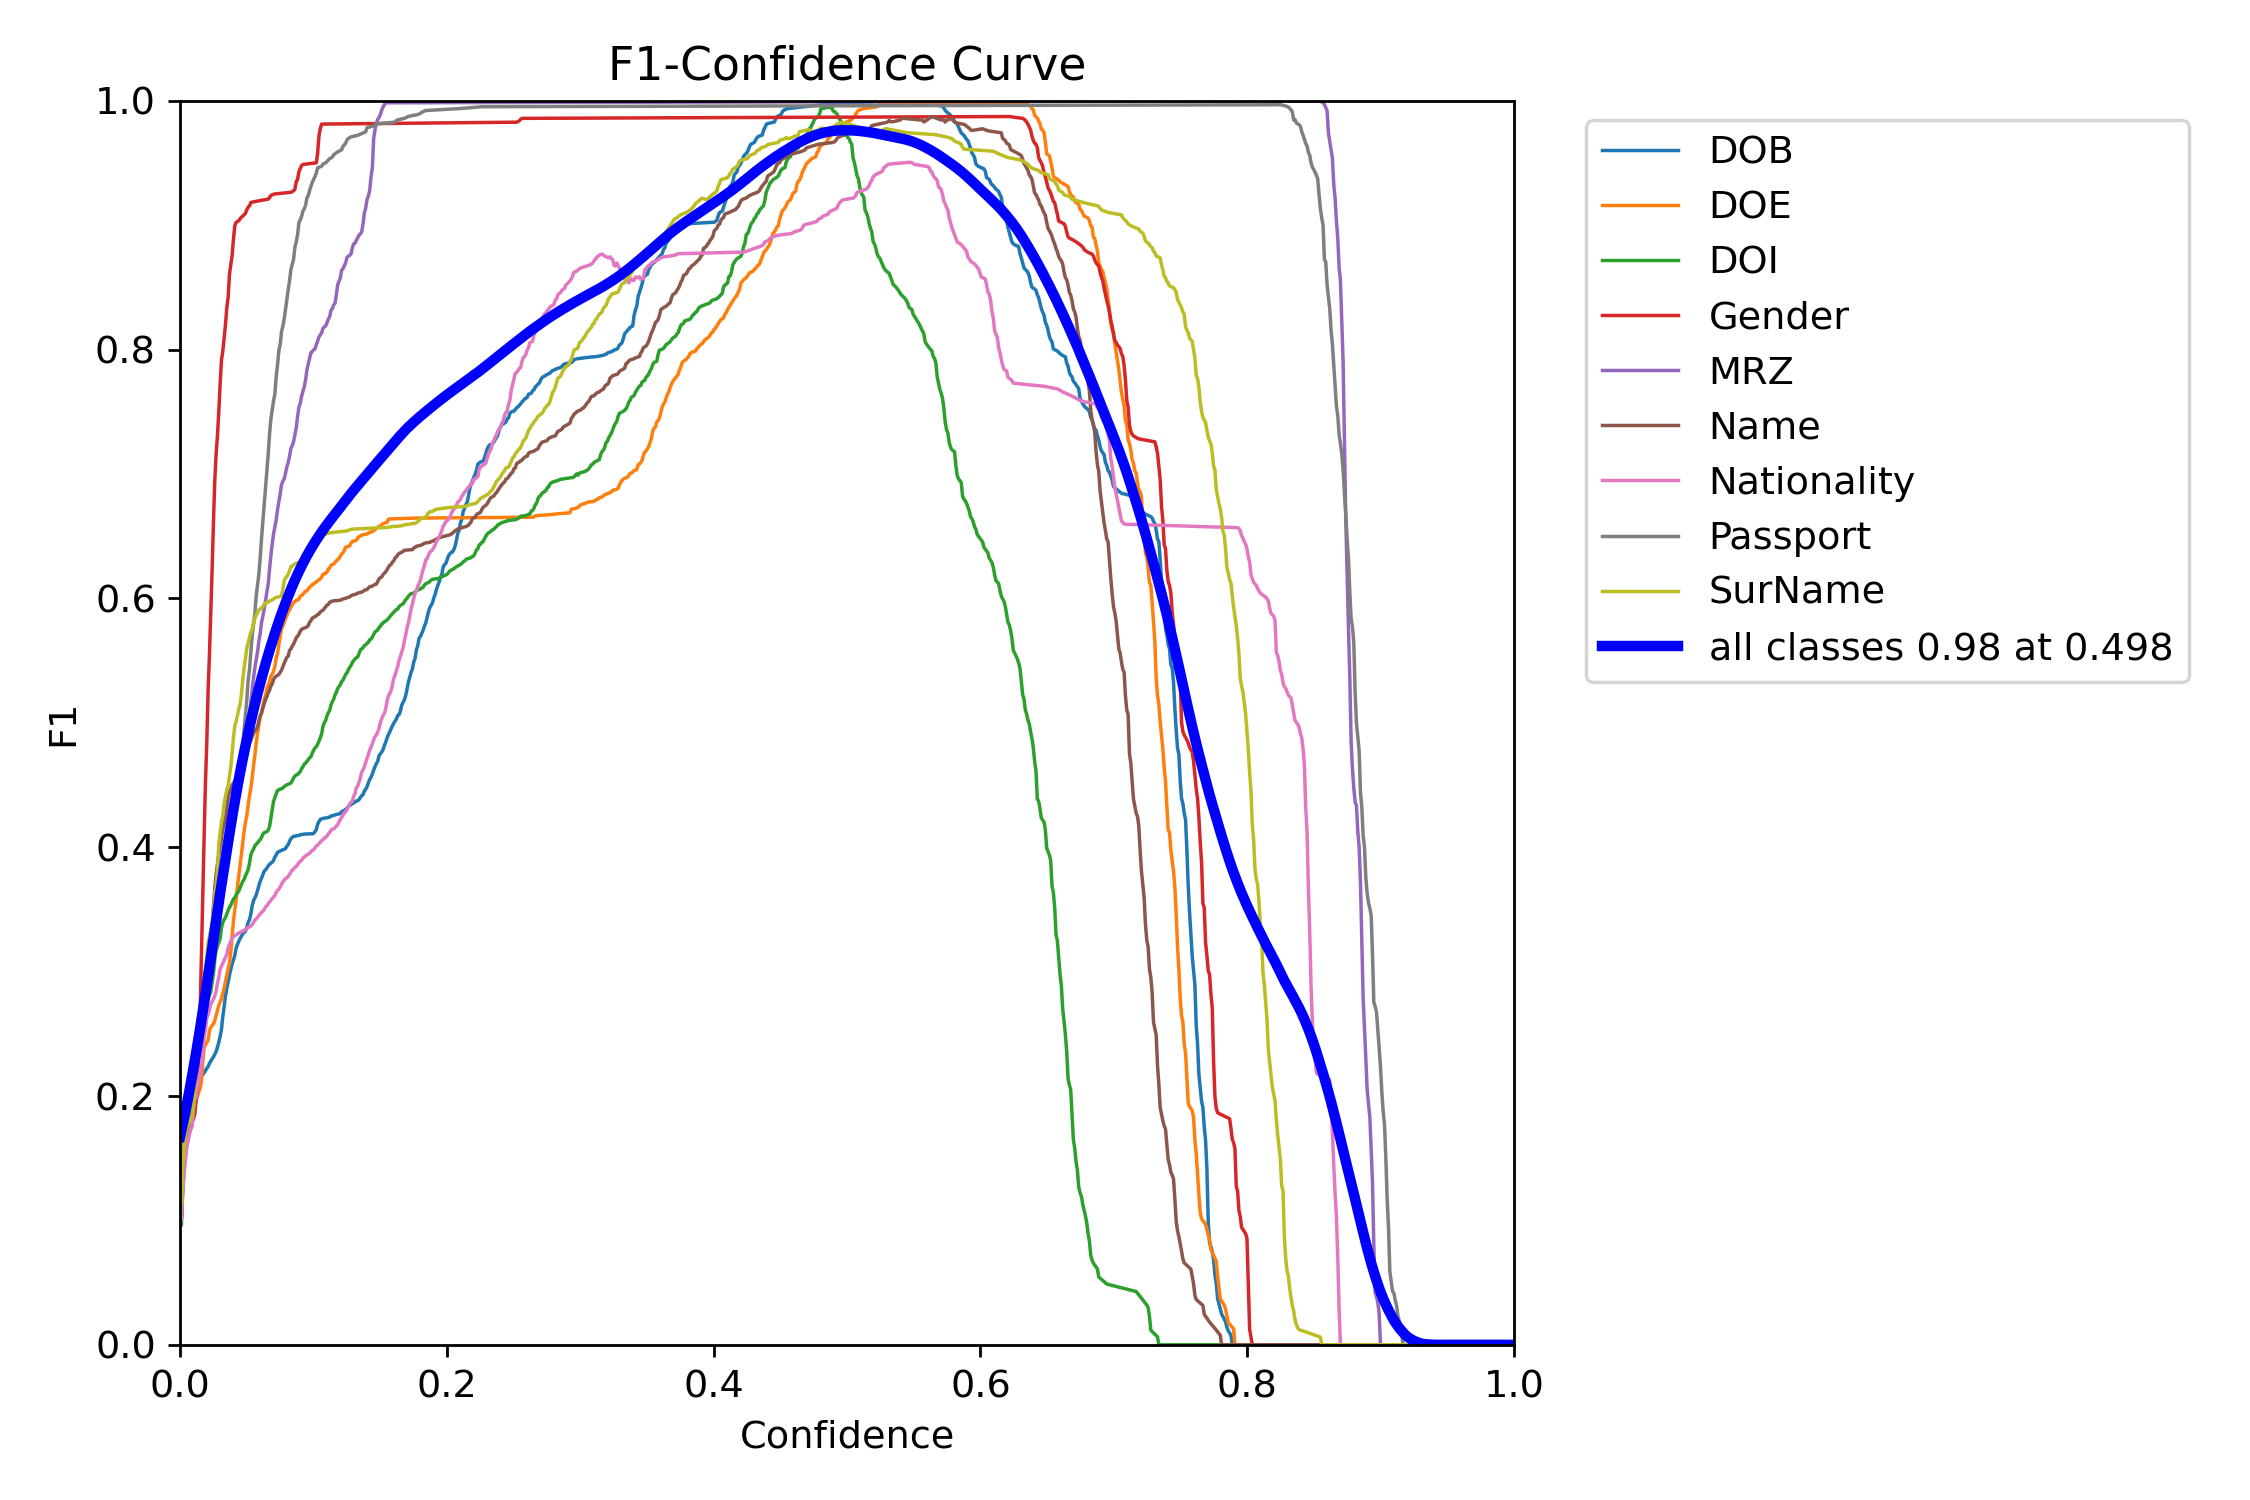 F1-Confidence Curve
1.0
0.8
0.6
0.4
0.2
0.0
F1
0.0 0.2 0.4 0.6 0.8 1.0
Confidence
DOB
DOE
DOI
Gender
MRZ
Name
Nationality
Passport
SurName
all classes 0.98 at 0.498